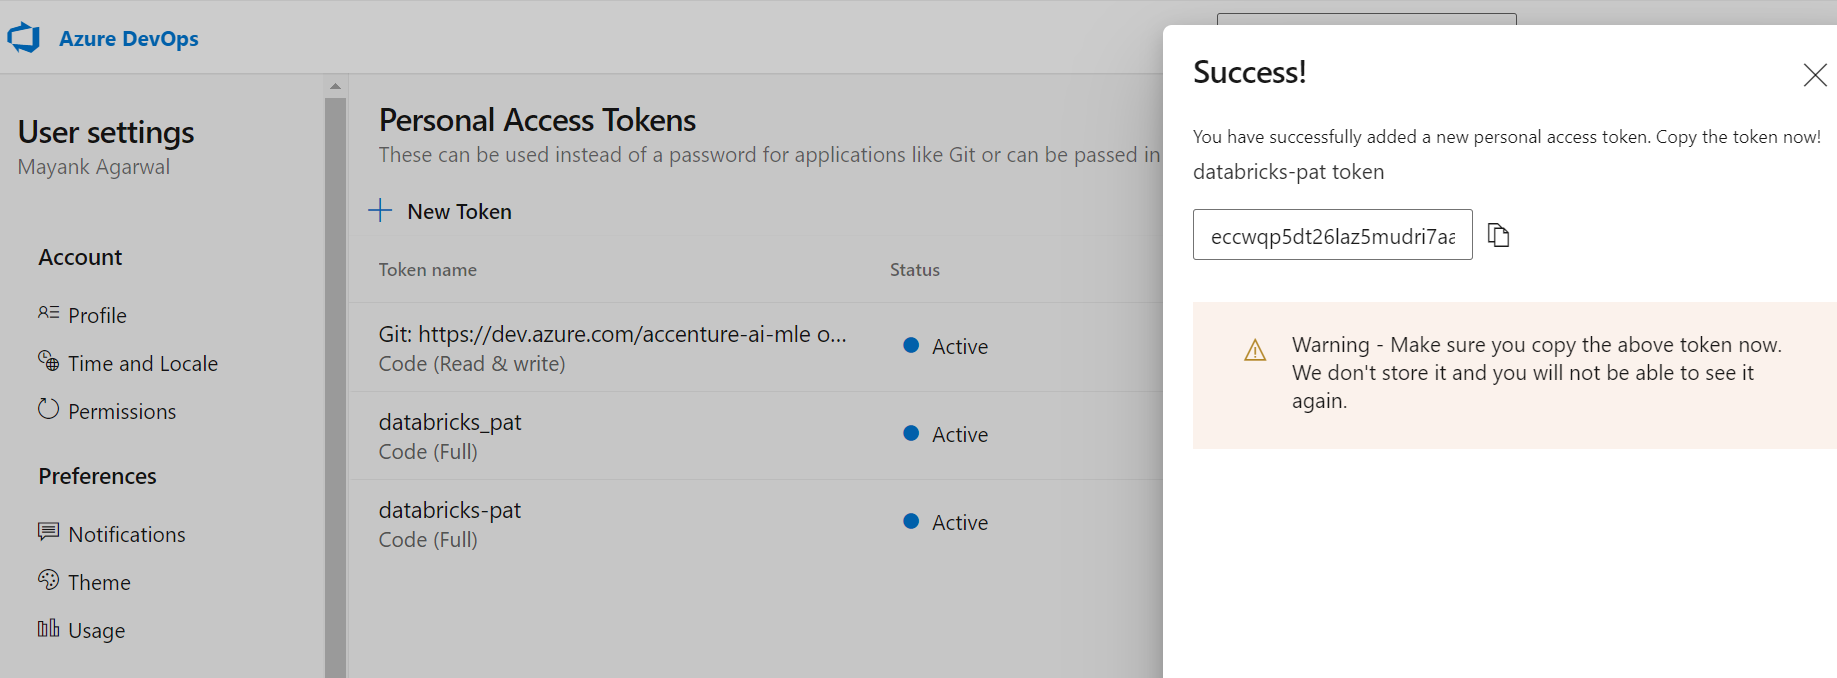 Azure DevOps
User settings
Mayank Agarwal
Account
Profile
Time and Locale
Permissions
Preferences
Notifications
Theme
Usage
Personal Access Tokens
These can be used instead of a password for applications like Git or can be passed in
New Token
Token name Status
Git: https://dev.azure.com/accenture-ai-mle o... Active
Code (Read & write)
databricks_pat Active
Code (Full)
databricks-pat Active
Code (Full)
Success!
You have successfully added a new personal access token. Copy the token now!
databricks-pat token
eccwqp5dt26laz5mudri7aa
Warning - Make sure you copy the above token now.
We don't store it and you will not be able to see it
again.